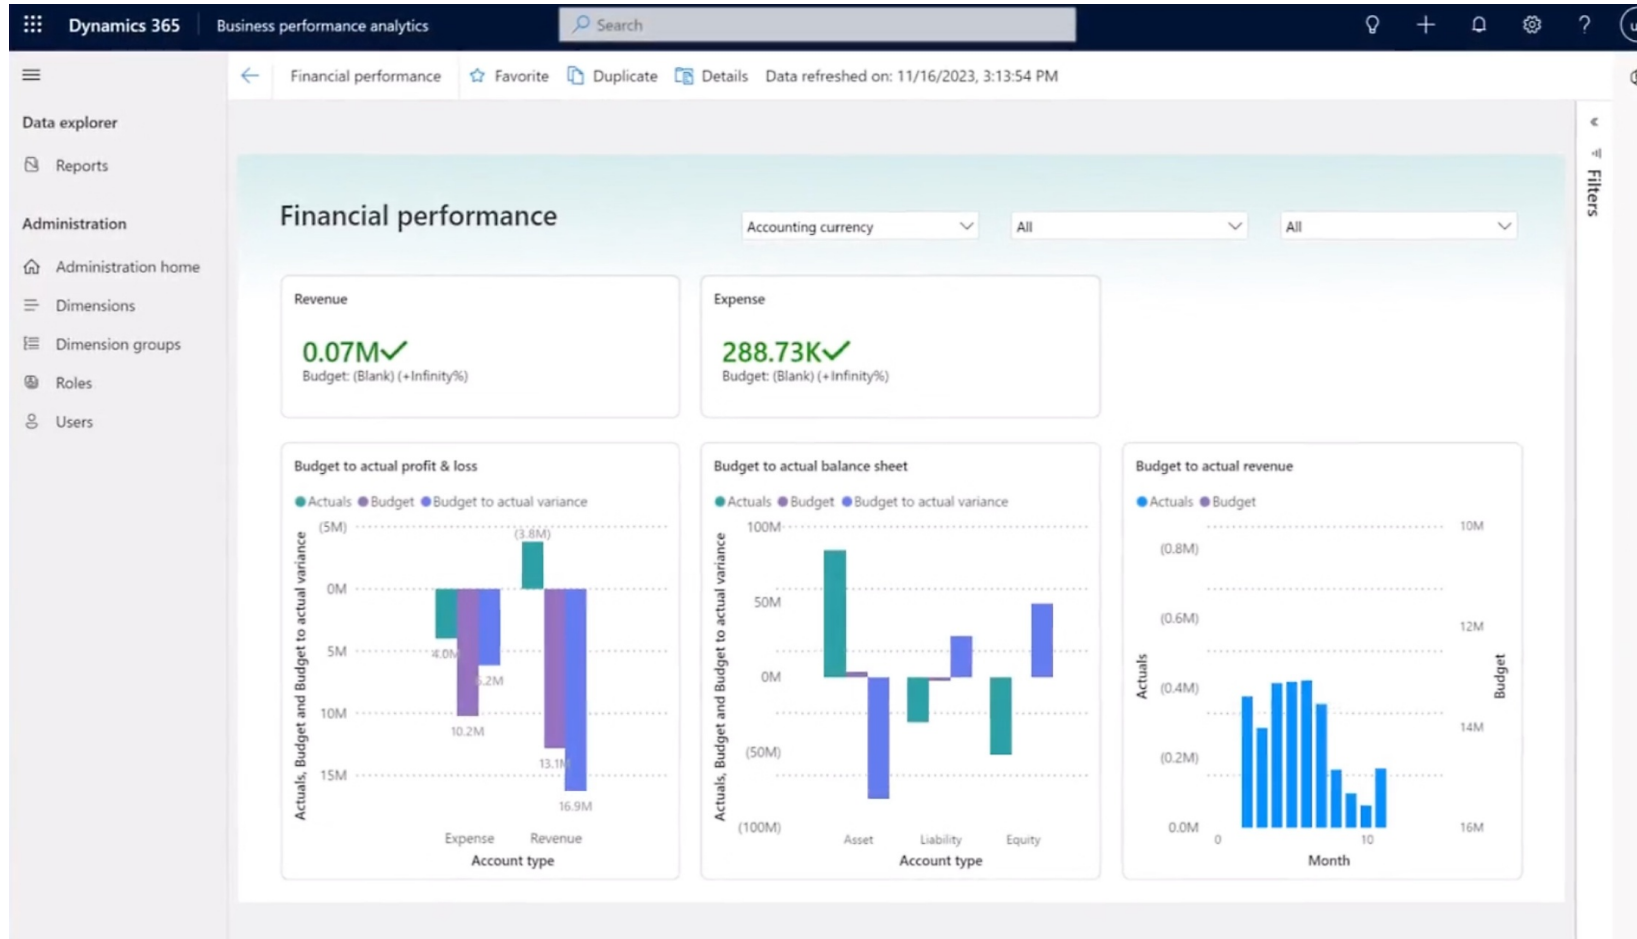 Dynamics 365
Business performance analytics
Search
Financial performance
Favorite
Duplicate
Details
Data refreshed on: 11/16/2023, 3:13:54 PM
Data explorer
Reports
Administration
Administration home
Dimensions
Dimension groups
Roles
Users
Filters
Financial performance
Accounting currency
All
All
Revenue
0.07M
Budget: (Blank) (+Infinity%)
Expense
288.73K
Budget: (Blank) (+Infinity%)
Budget to actual profit & loss
Actuals Budget Budget to actual variance
Actuals, Budget and Budget to actual variance
(5M)
0M
5M
10M
15M
(3.8M)
4.0M
10.2M
13.1M
16.9M
Expense
Revenue
Account type
Budget to actual balance sheet
Actuals Budget Budget to actual variance
Actuals, Budget and Budget to actual variance
100M
50M
0M
(50M)
(100M)
Asset
Liability
Equity
Account type
Budget to actual revenue
Actuals Budget
Actuals
(0.8M)
(0.6M)
(0.4M)
(0.2M)
0.0M
0
10
Month
10M
12M
14M
16M
Budget